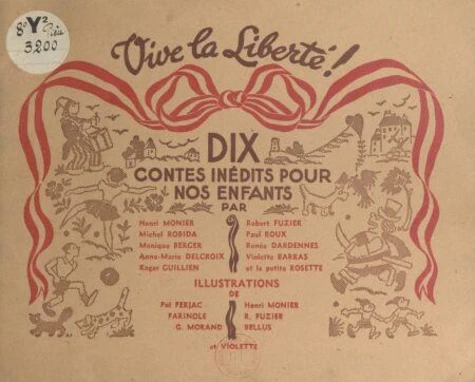 8° Y² Pièce
3200
Vive la Liberté!
DIX
CONTES INÉDITS POUR
NOS ENFANTS
PAR
Henri MONIER
Michel ROBIDA
Monique BERGER
Anne-Marie DELCROIX
Roger GUILLIEN
Robert FUZIER
Paul ROUX
Renée DARDENNES
Violette BARRAS
et la petite ROSETTE
ILLUSTRATIONS
DE
Pol FERJAC
FARINOLE
G. MORAND
Henri MONIER
R. FUZIER
BELLUS
et VIOLETTE